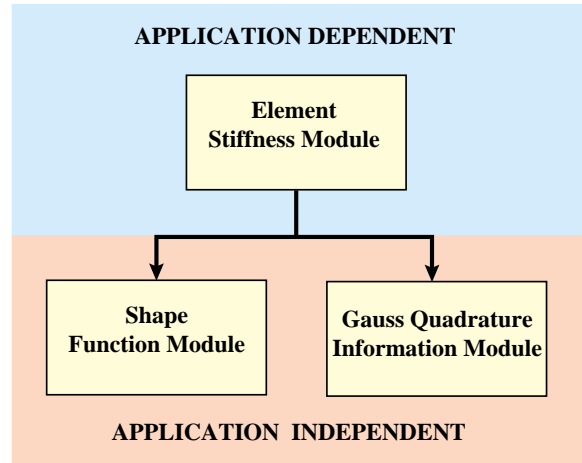 APPLICATION DEPENDENT
Element
Stiffness Module
Shape
Function Module
Gauss Quadrature
Information Module
APPLICATION INDEPENDENT